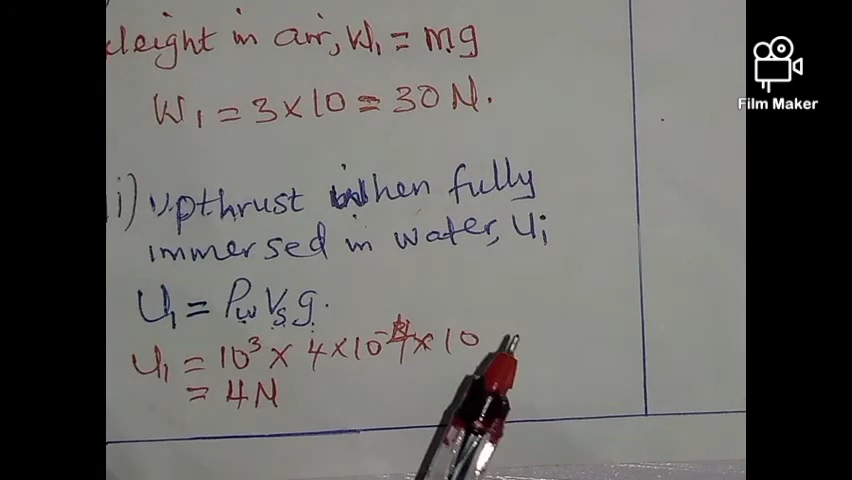 Weight in air, W₁ = mg
W₁ = 3 × 10 = 30 N.
i) Upthrust when fully
immersed in water, U₁
U₁ = ρwVsg.
U₁ = 10³ × 4 × 10⁻⁴ × 10
= 4N
Film Maker